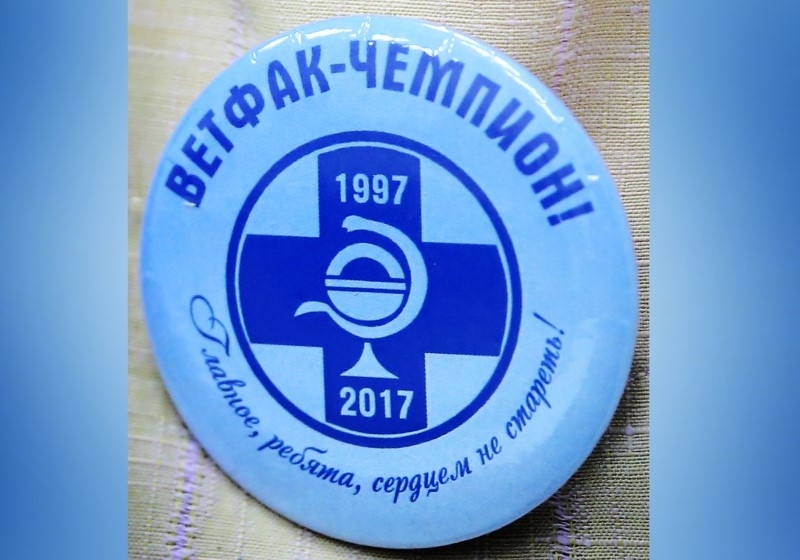 ВЕТФАК-ЧЕМПИОН!
1997
2017
Главное, ребята, сердцем не стареть!